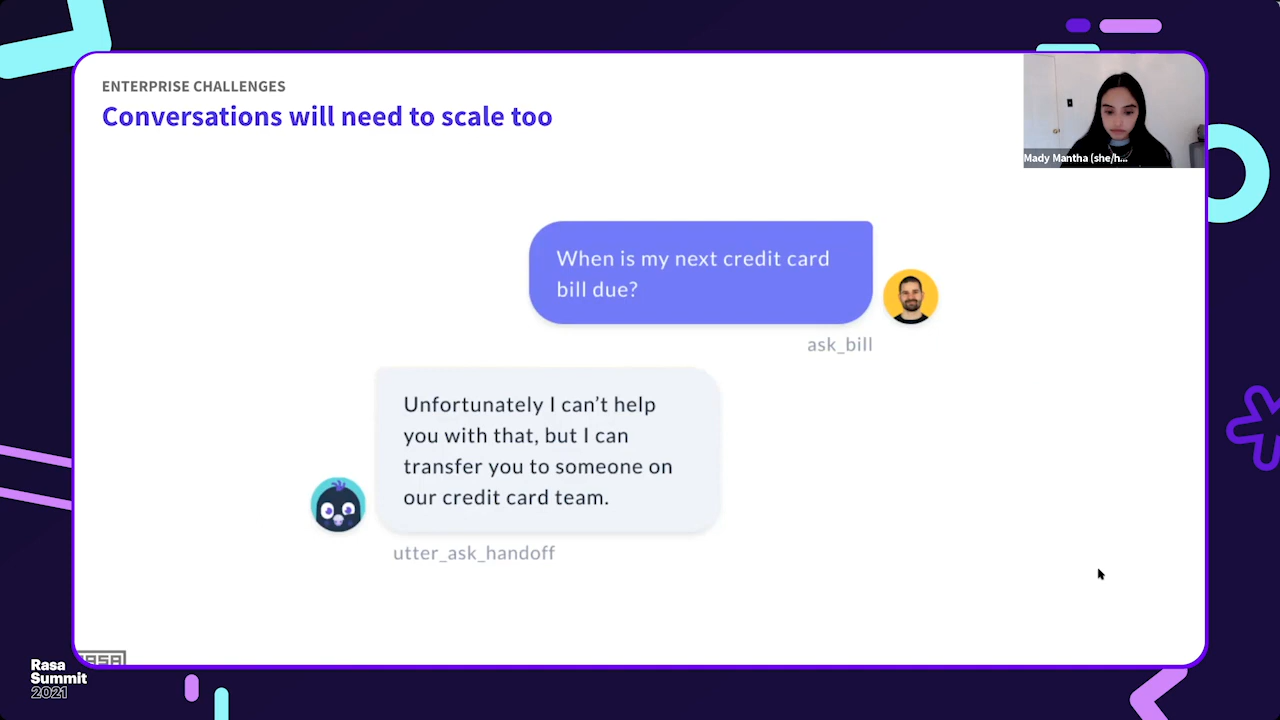 ENTERPRISE CHALLENGES
Conversations will need to scale too
Mady Mantha (she/h...
When is my next credit card
bill due?
ask_bill
Unfortunately I can’t help
you with that, but I can
transfer you to someone on
our credit card team.
utter_ask_handoff
RASA
Rasa
Summit
2021